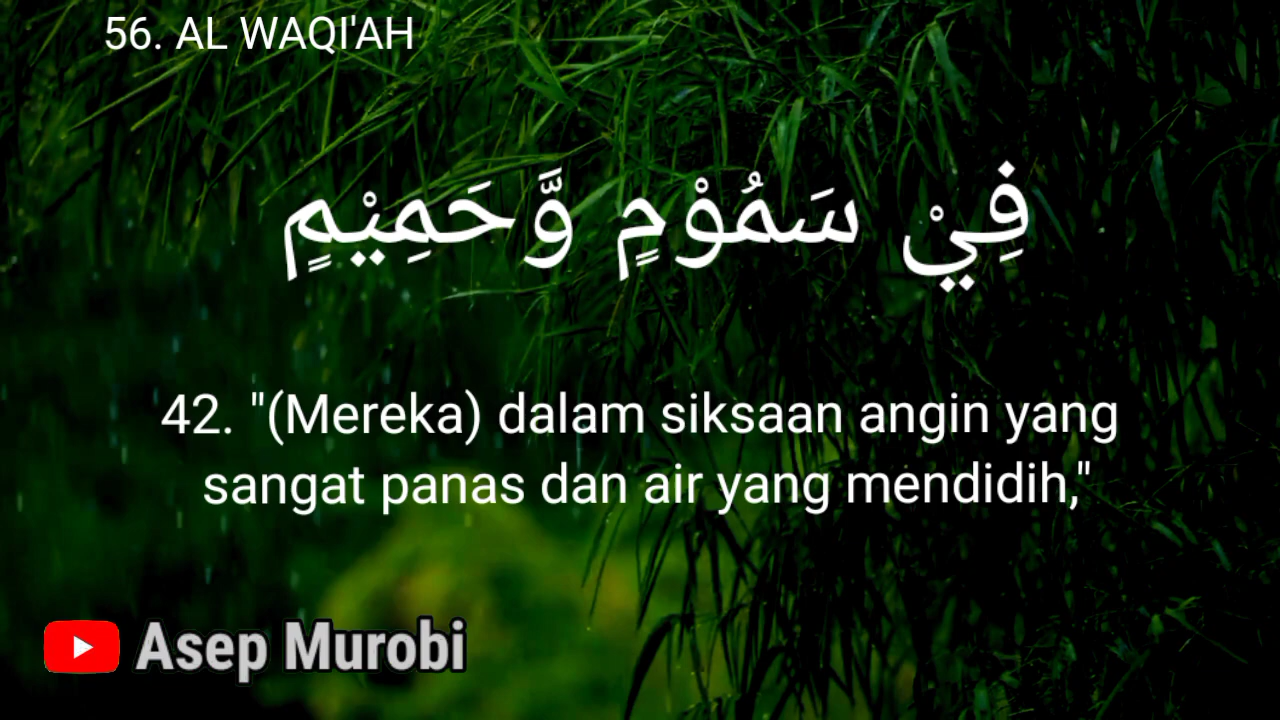 56. AL WAQI'AH
فِيْ سَمُوْمٍ وَّحَمِيْمٍ
42. "(Mereka) dalam siksaan angin yang
sangat panas dan air yang mendidih,"
Asep Murobi